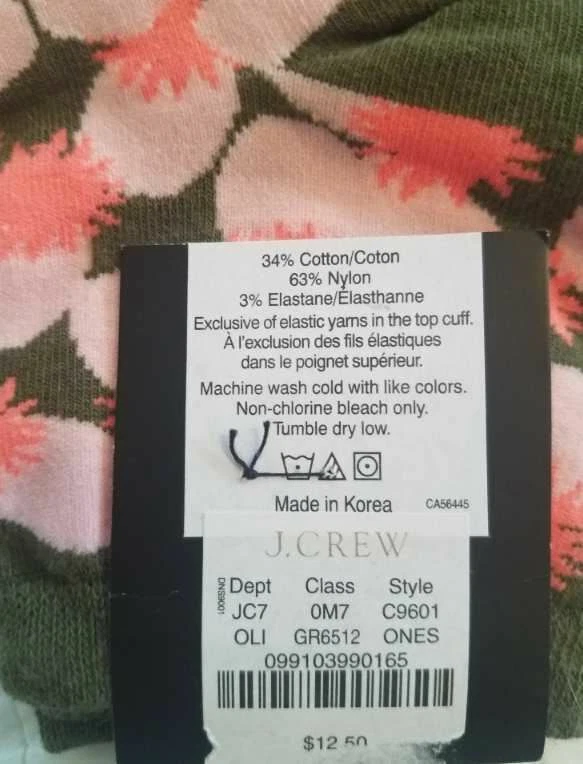 34% Cotton/Coton
63% Nylon
3% Elastane/Élasthanne
Exclusive of elastic yarns in the top cuff.
À l'exclusion des fils élastiques
dans le poignet supérieur.
Machine wash cold with like colors.
Non-chlorine bleach only.
Tumble dry low.
Made in Korea
CA56445
J.CREW
DNS9001
Dept Class Style
JC7 0M7 C9601
OLI GR6512 ONES
099103990165
$12.50